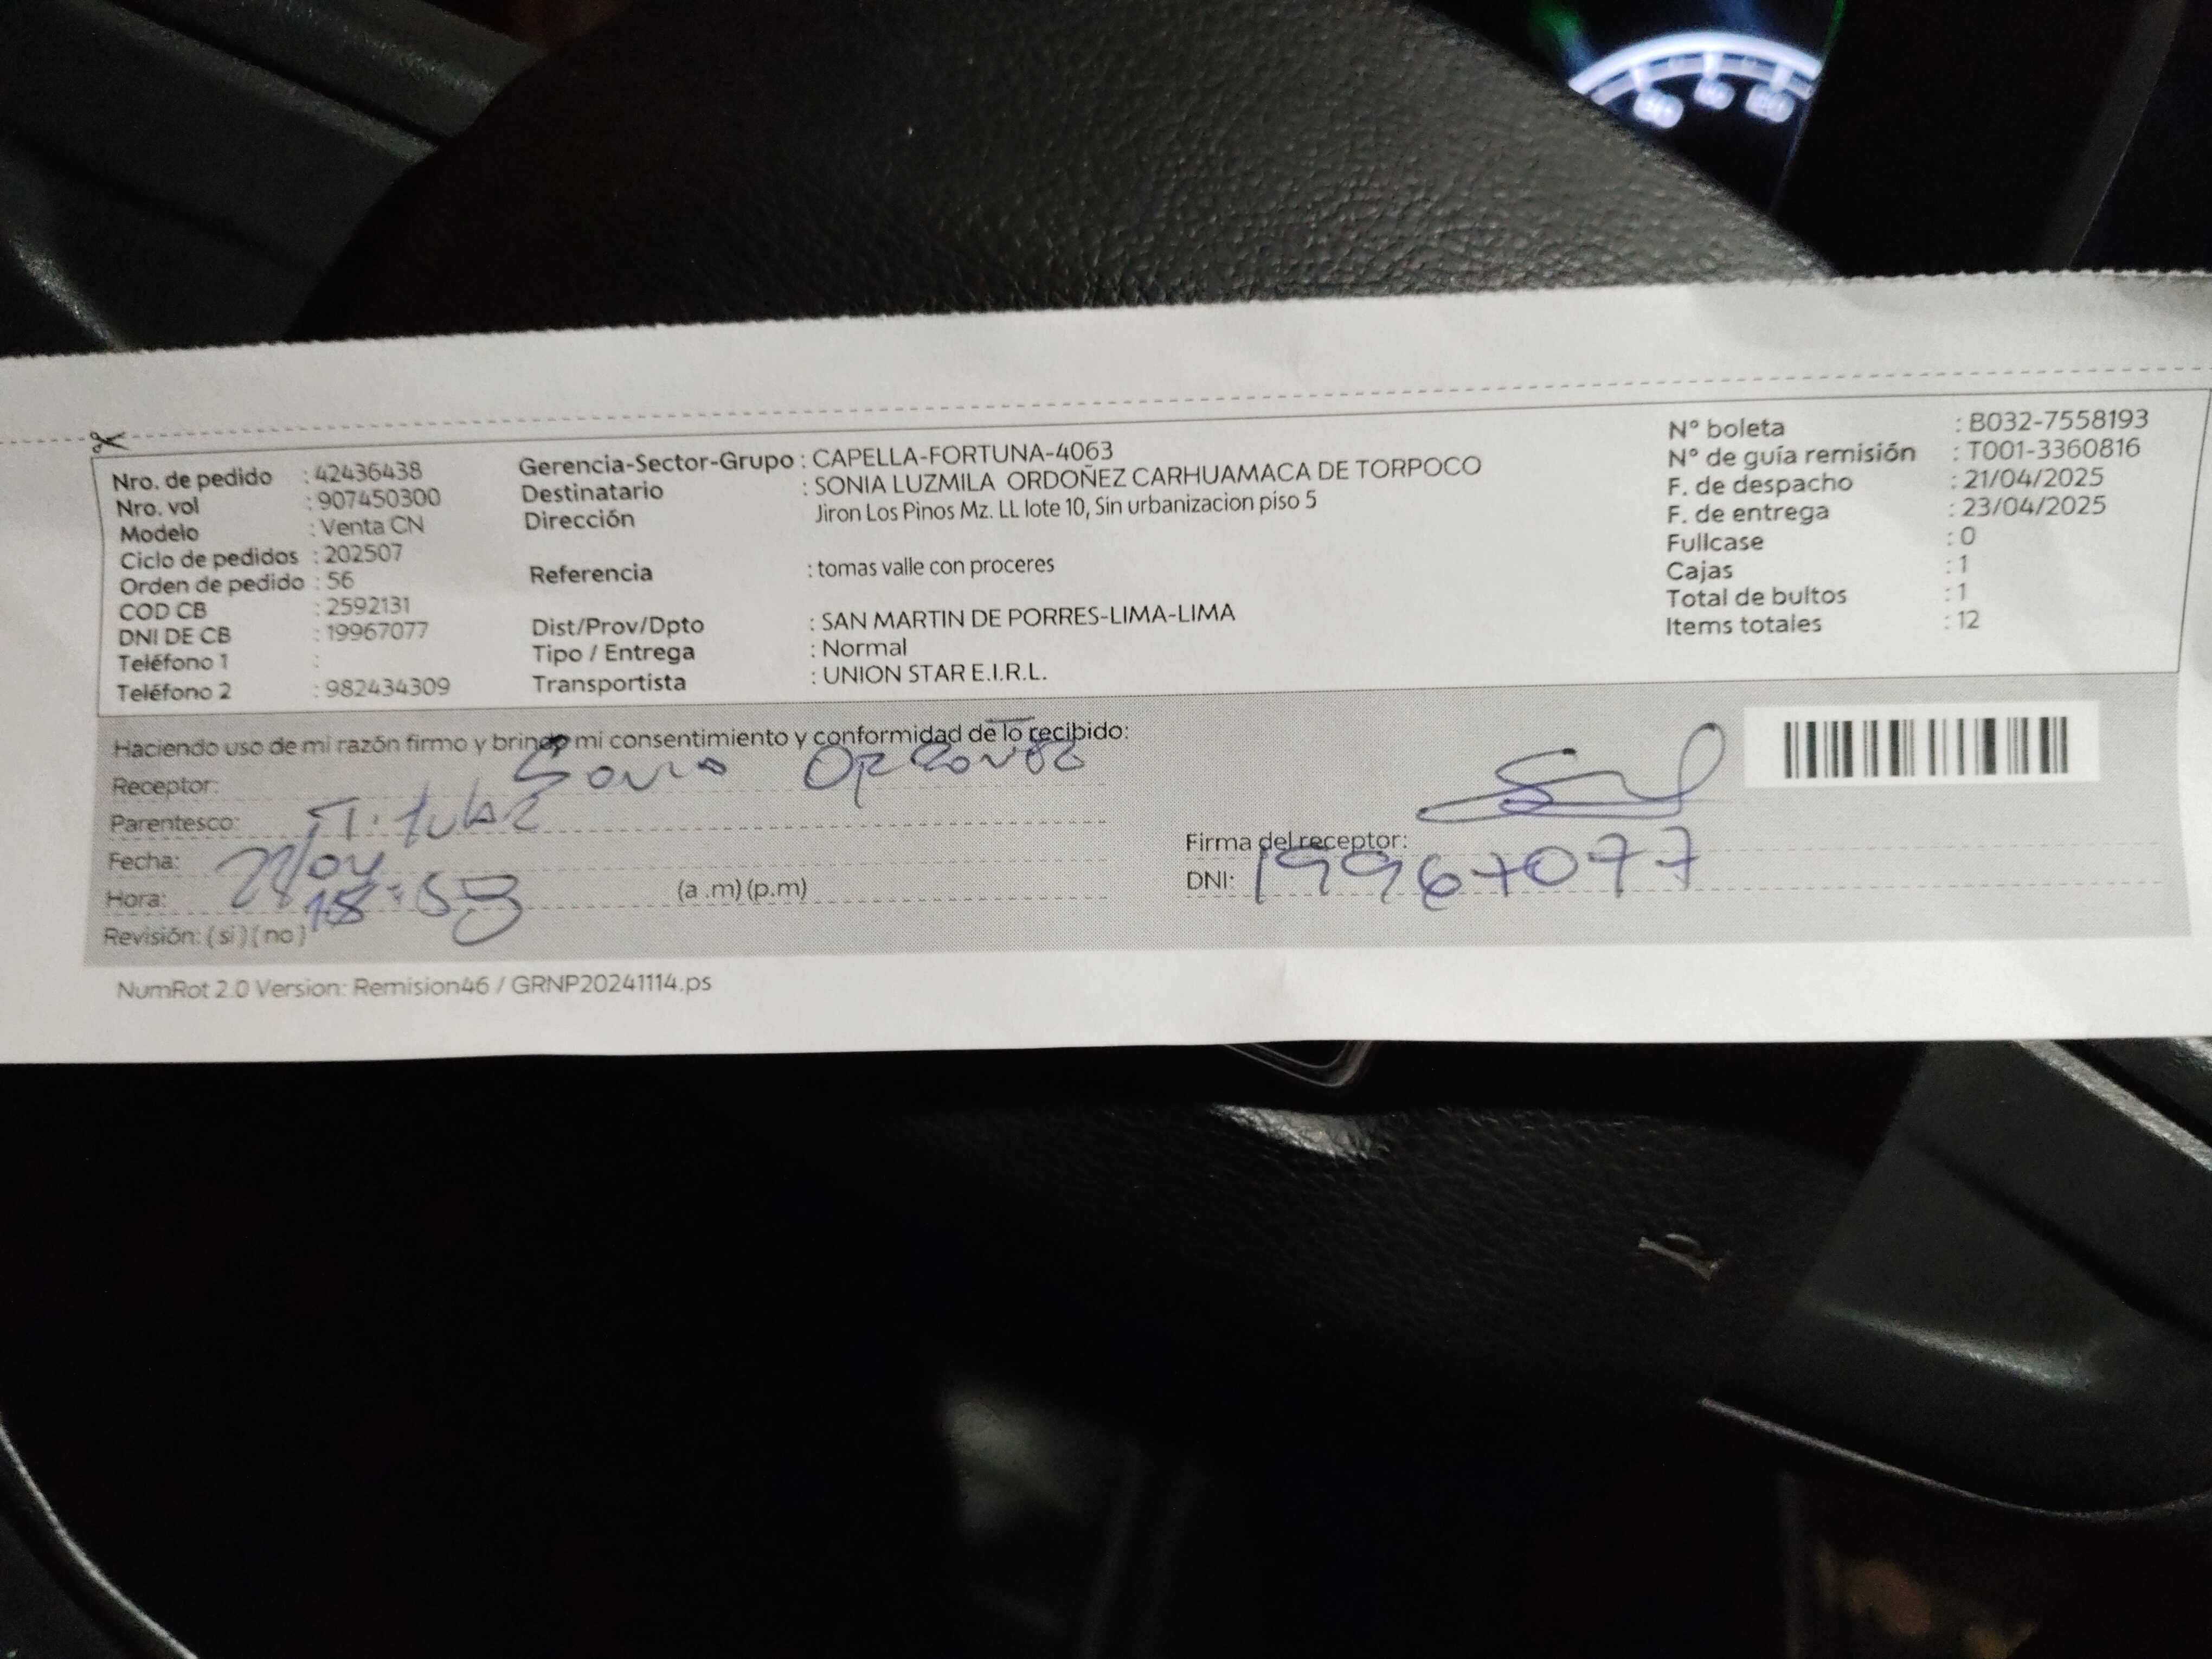 Nro. de pedido : 42436438
Nro. vol : 907450300
Modelo : Venta CN
Ciclo de pedidos : 202507
Orden de pedido : 56
COD CB : 2592131
DNI DE CB : 19967077
Teléfono 1 :
Teléfono 2 : 982434309
Gerencia-Sector-Grupo : CAPELLA-FORTUNA-4063
Destinatario : SONIA LUZMILA ORDOÑEZ CARHUAMACA DE TORPOCO
Dirección Jiron Los Pinos Mz. LL lote 10, Sin urbanizacion piso 5
Referencia : tomas valle con proceres
Dist/Prov/Dpto : SAN MARTIN DE PORRES-LIMA-LIMA
Tipo / Entrega : Normal
Transportista : UNION STAR E.I.R.L.
N° boleta : B032-7558193
N° de guía remisión : T001-3360816
F. de despacho : 21/04/2025
F. de entrega : 23/04/2025
Fullcase : 0
Cajas : 1
Total de bultos : 1
Items totales : 12
Haciendo uso de mi razón firmo y brindo mi consentimiento y conformidad de lo recibido:
Receptor: Sonia
Parentesco: Titular
Fecha:
Hora: (a .m) (p.m)
Revisión: ( si ) ( no )
Firma del receptor:
DNI: 19967077
NumRot 2.0 Version: Remision46 / GRNP20241114.ps